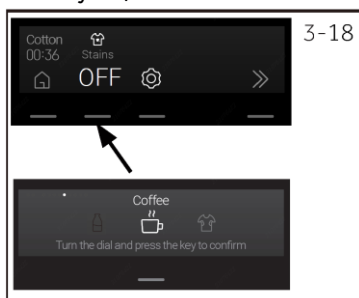 3-18
Cotton
00:36
Stains
OFF
Coffee
Turn the dial and press the key to confirm